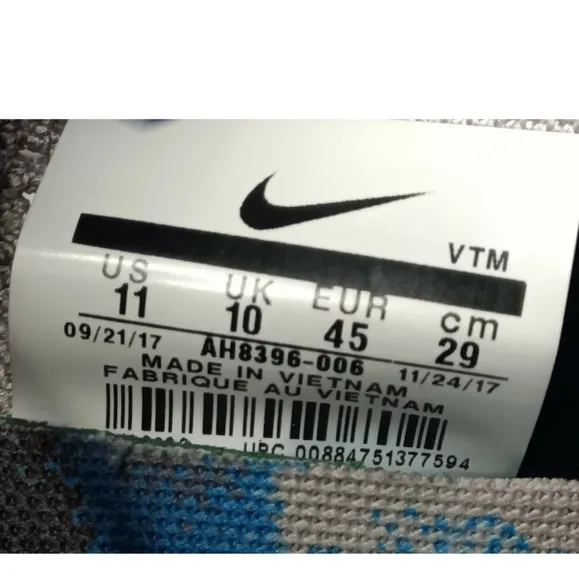 VTM
US UK EUR cm
11 10 45 29
09/21/17 AH8396-006 11/24/17
MADE IN VIETNAM
FABRIQUE AU VIETNAM
UPC 00884751377594